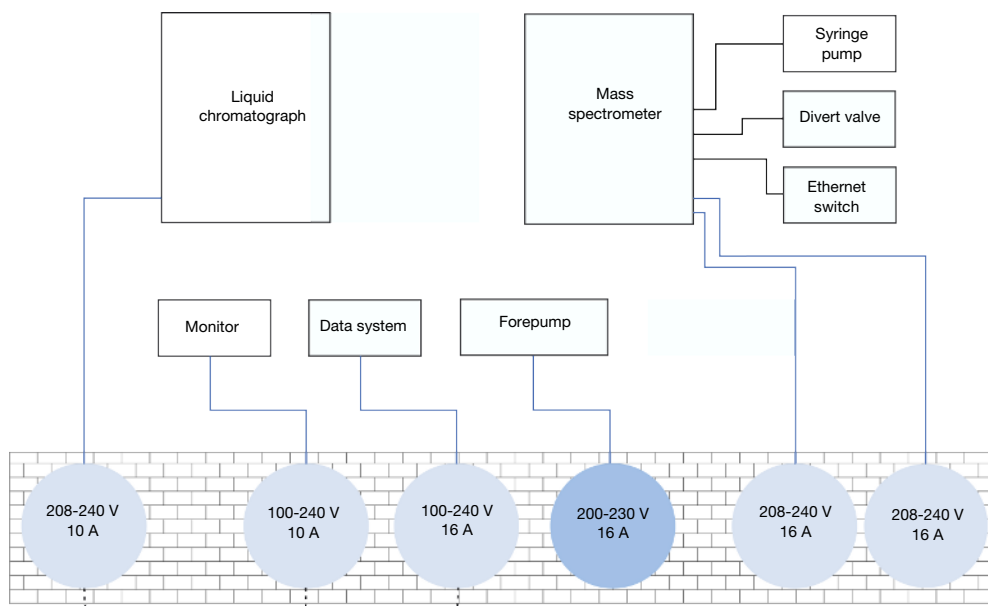 Liquid
chromatograph
Mass
spectrometer
Syringe
pump
Divert valve
Ethernet
switch
Monitor
Data system
Forepump
208-240 V
10 A
100-240 V
10 A
100-240 V
16 A
200-230 V
16 A
208-240 V
16 A
208-240 V
16 A